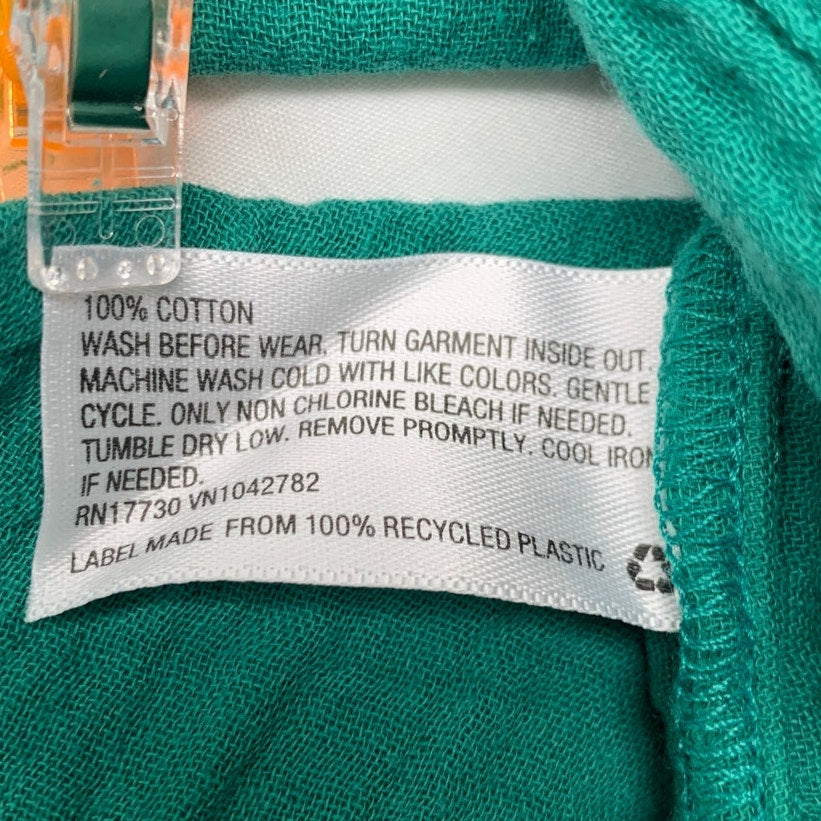 100% COTTON
WASH BEFORE WEAR. TURN GARMENT INSIDE OUT.
MACHINE WASH COLD WITH LIKE COLORS. GENTLE
CYCLE. ONLY NON CHLORINE BLEACH IF NEEDED.
TUMBLE DRY LOW. REMOVE PROMPTLY. COOL IRON
IF NEEDED.
RN17730 VN1042782
LABEL MADE FROM 100% RECYCLED PLASTIC